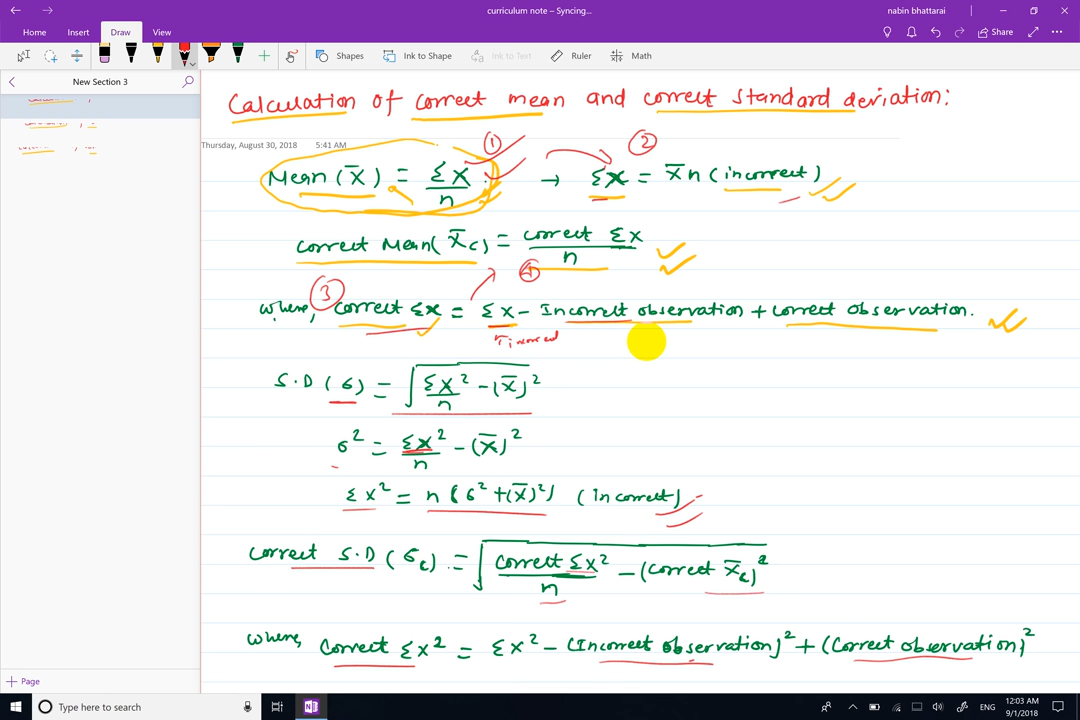 curriculum note – Syncing...
nabin bhattarai
Home Insert Draw View
Share
Shapes Ink to Shape Ink to Text Ruler Math
New Section 3
Calculation of correct mean and correct standard deviation:
Thursday, August 30, 2018 5:41 AM
① ②
Mean (X̄) = ΣX / n → Σx = X̄n (incorrect)
correct Mean (X̄c) = correct Σx / n
③ ④
where, correct Σx = Σx - Incorrect observation + correct observation.
↑ incorrect
S.D (σ) = √(ΣX² / n - (X̄)²)
σ² = ΣX² / n - (X̄)²
Σx² = n (σ² + (X̄)²) (incorrect)
correct S.D (σc) = √(correct Σx² / n - (correct X̄c)²)
where, correct Σx² = Σx² - (Incorrect observation)² + (correct observation)²
+ Page
Type here to search
12:03 AM
ENG
9/1/2018